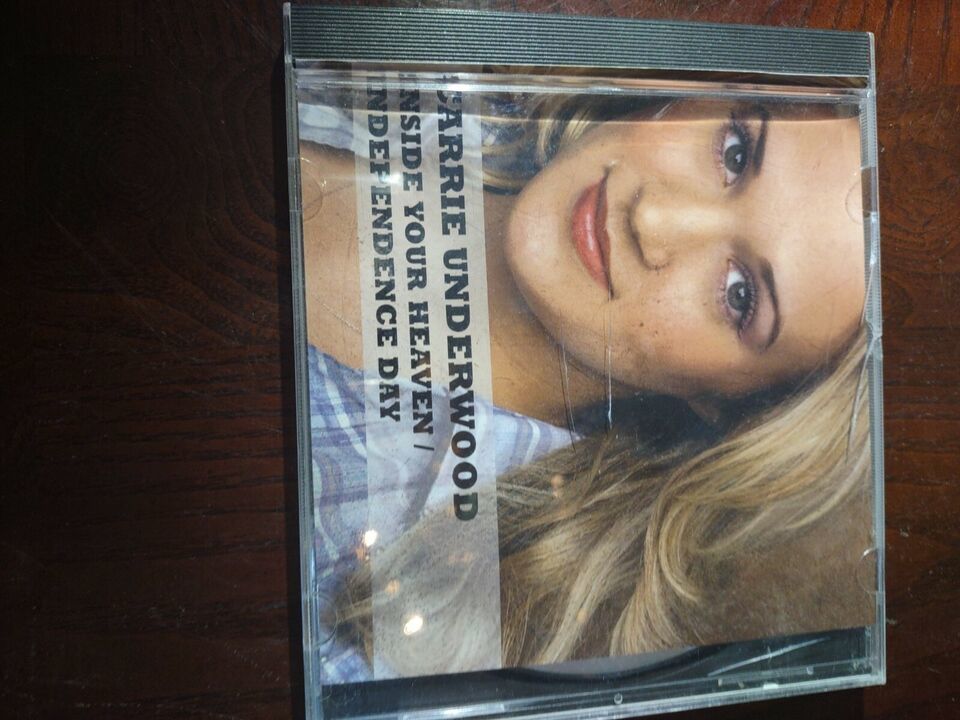 CARRIE UNDERWOOD
INSIDE YOUR HEAVEN /
INDEPENDENCE DAY